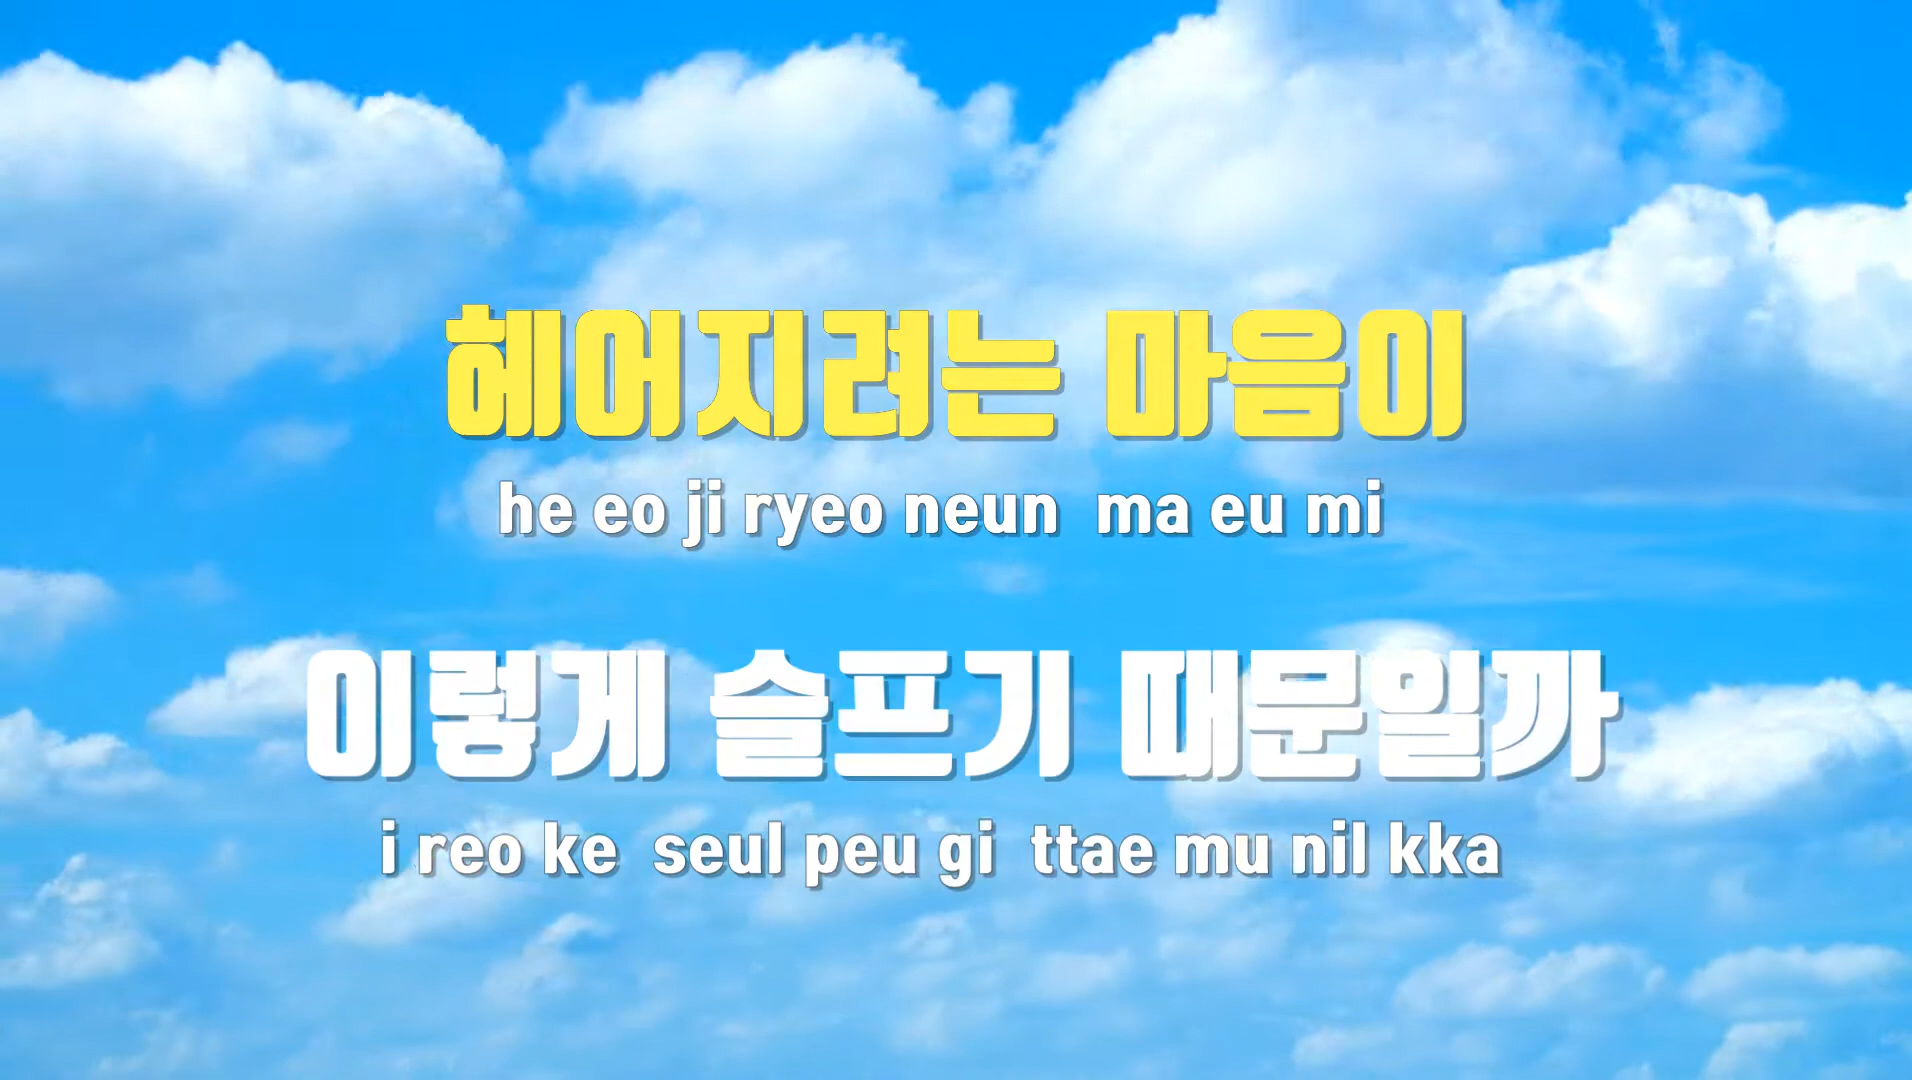 헤어지려는 마음이
he eo ji ryeo neun ma eu mi
이렇게 슬프기 때문일까
i reo ke seul peu gi ttae mu nil kka